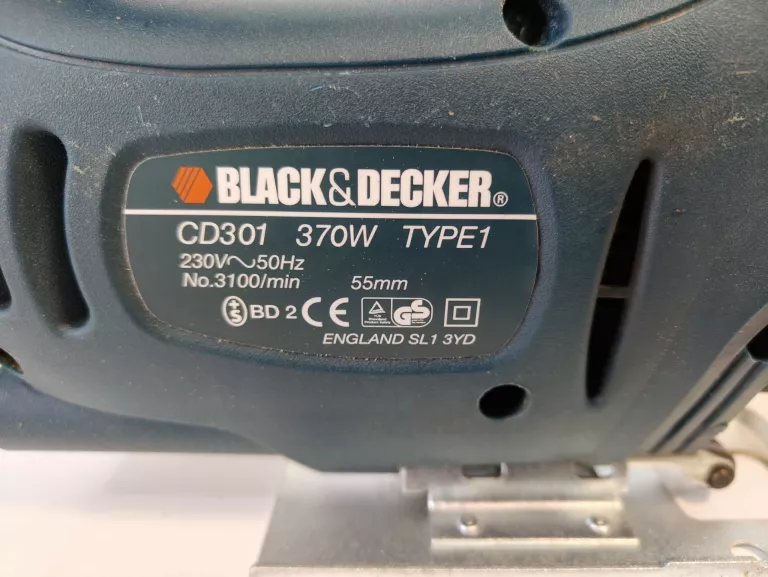 BLACK&DECKER®
CD301 370W TYPE1
230V~50Hz
No.3100/min 55mm
+S BD 2 CE GS
ENGLAND SL1 3YD